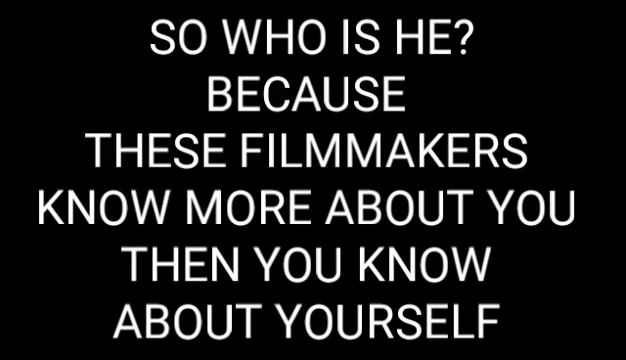 SO WHO IS HE?
BECAUSE
THESE FILMMAKERS
KNOW MORE ABOUT YOU
THEN YOU KNOW
ABOUT YOURSELF